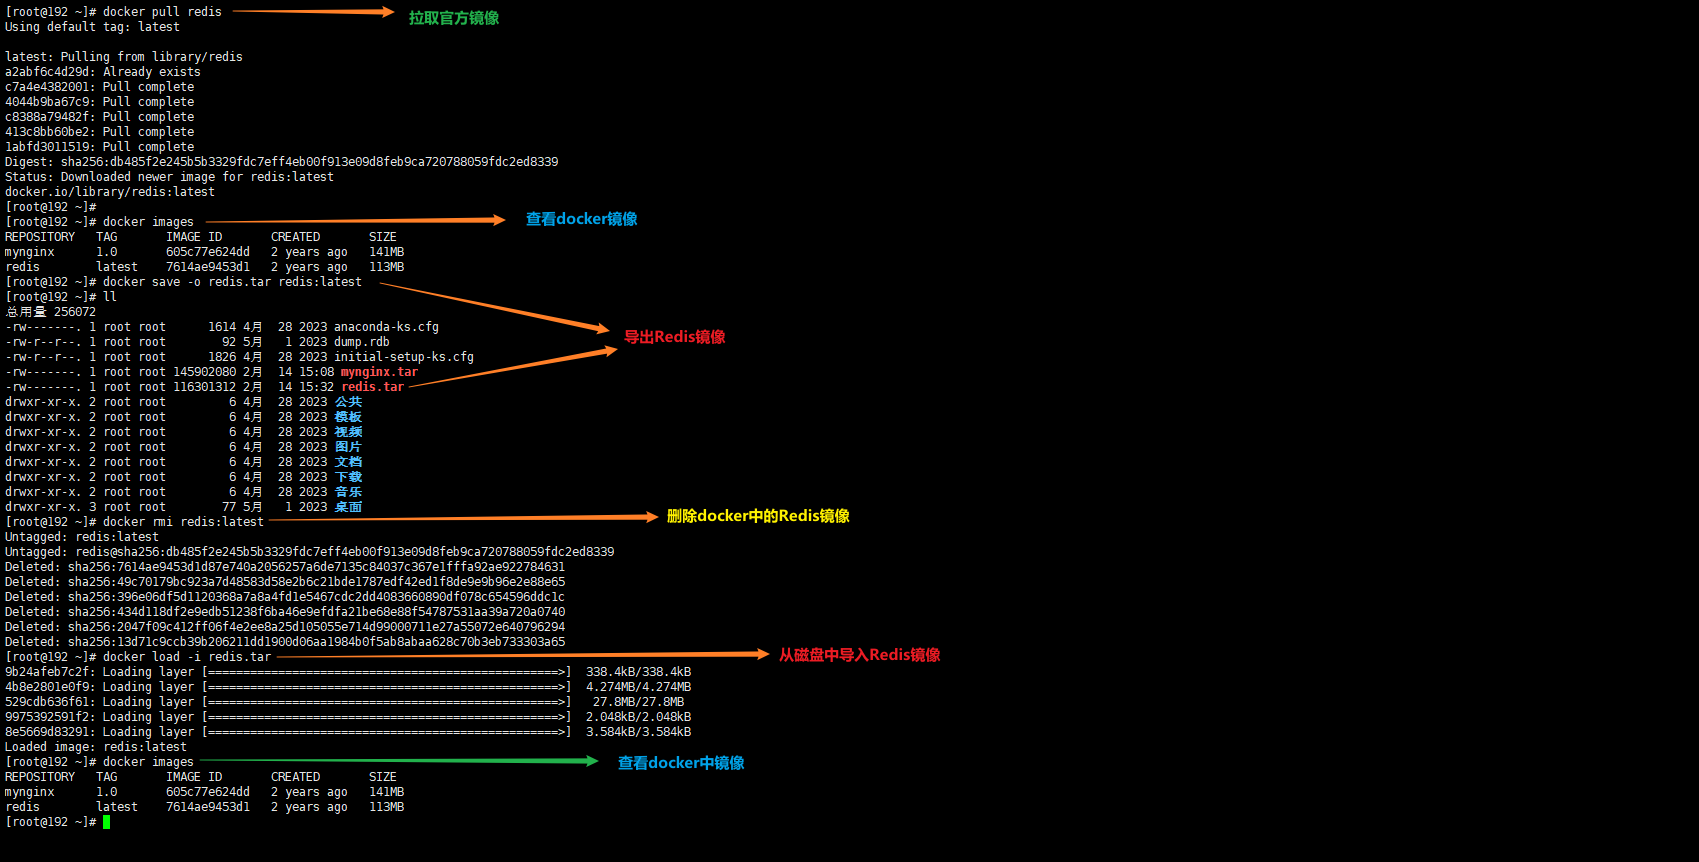 [root@192 ~]# docker pull redis 拉取官方镜像
Using default tag: latest
latest: Pulling from library/redis
a2abf6c4d29d: Already exists
c7a4e4382001: Pull complete
4044b9ba67c9: Pull complete
c8388a79482f: Pull complete
413c8bb60be2: Pull complete
1abfd3011519: Pull complete
Digest: sha256:db485f2e245b5b3329fdc7eff4eb00f913e09d8feb9ca720788059fdc2ed8339
Status: Downloaded newer image for redis:latest
docker.io/library/redis:latest
[root@192 ~]#
[root@192 ~]# docker images 查看docker镜像
REPOSITORY TAG IMAGE ID CREATED SIZE
mynginx 1.0 605c77e624dd 2 years ago 141MB
redis latest 7614ae9453d1 2 years ago 113MB
[root@192 ~]# docker save -o redis.tar redis:latest
[root@192 ~]# ll
总用量 256072
-rw-------. 1 root root 1614 4月 28 2023 anaconda-ks.cfg
-rw-r--r--. 1 root root 92 5月 1 2023 dump.rdb
导出Redis镜像
-rw-r--r--. 1 root root 1826 4月 28 2023 initial-setup-ks.cfg
-rw-------. 1 root root 145902080 2月 14 15:08 mynginx.tar
-rw-------. 1 root root 116301312 2月 14 15:32 redis.tar
drwxr-xr-x. 2 root root 6 4月 28 2023 公共
drwxr-xr-x. 2 root root 6 4月 28 2023 模板
drwxr-xr-x. 2 root root 6 4月 28 2023 视频
drwxr-xr-x. 2 root root 6 4月 28 2023 图片
drwxr-xr-x. 2 root root 6 4月 28 2023 文档
drwxr-xr-x. 2 root root 6 4月 28 2023 下载
drwxr-xr-x. 2 root root 6 4月 28 2023 音乐
drwxr-xr-x. 3 root root 77 5月 1 2023 桌面
[root@192 ~]# docker rmi redis:latest 删除docker中的Redis镜像
Untagged: redis:latest
Untagged: redis@sha256:db485f2e245b5b3329fdc7eff4eb00f913e09d8feb9ca720788059fdc2ed8339
Deleted: sha256:7614ae9453d1d87e740a2056257a6de7135c84037c367e1fffa92ae922784631
Deleted: sha256:49c70179bc923a7d48583d58e2b6c21bde1787edf42ed1f8de9e9b96e2e88e65
Deleted: sha256:396e06df5d1120368a7a8a4fd1e5467cdc2dd4083660890df078c654596ddc1c
Deleted: sha256:434d118df2e9edb51238f6ba46e9efdfa21be68e88f54787531aa39a720a0740
Deleted: sha256:2047f09c412ff06f4e2ee8a25d105055e714d99000711e27a55072e640796294
Deleted: sha256:13d71c9ccb39b206211dd1900d06aa1984b0f5ab8abaa628c70b3eb733303a65
[root@192 ~]# docker load -i redis.tar 从磁盘中导入Redis镜像
9b24afeb7c2f: Loading layer [==================================================>] 338.4kB/338.4kB
4b8e2801e0f9: Loading layer [==================================================>] 4.274MB/4.274MB
529cdb636f61: Loading layer [==================================================>] 27.8MB/27.8MB
9975392591f2: Loading layer [==================================================>] 2.048kB/2.048kB
8e5669d83291: Loading layer [==================================================>] 3.584kB/3.584kB
Loaded image: redis:latest
[root@192 ~]# docker images 查看docker中镜像
REPOSITORY TAG IMAGE ID CREATED SIZE
mynginx 1.0 605c77e624dd 2 years ago 141MB
redis latest 7614ae9453d1 2 years ago 113MB
[root@192 ~]#